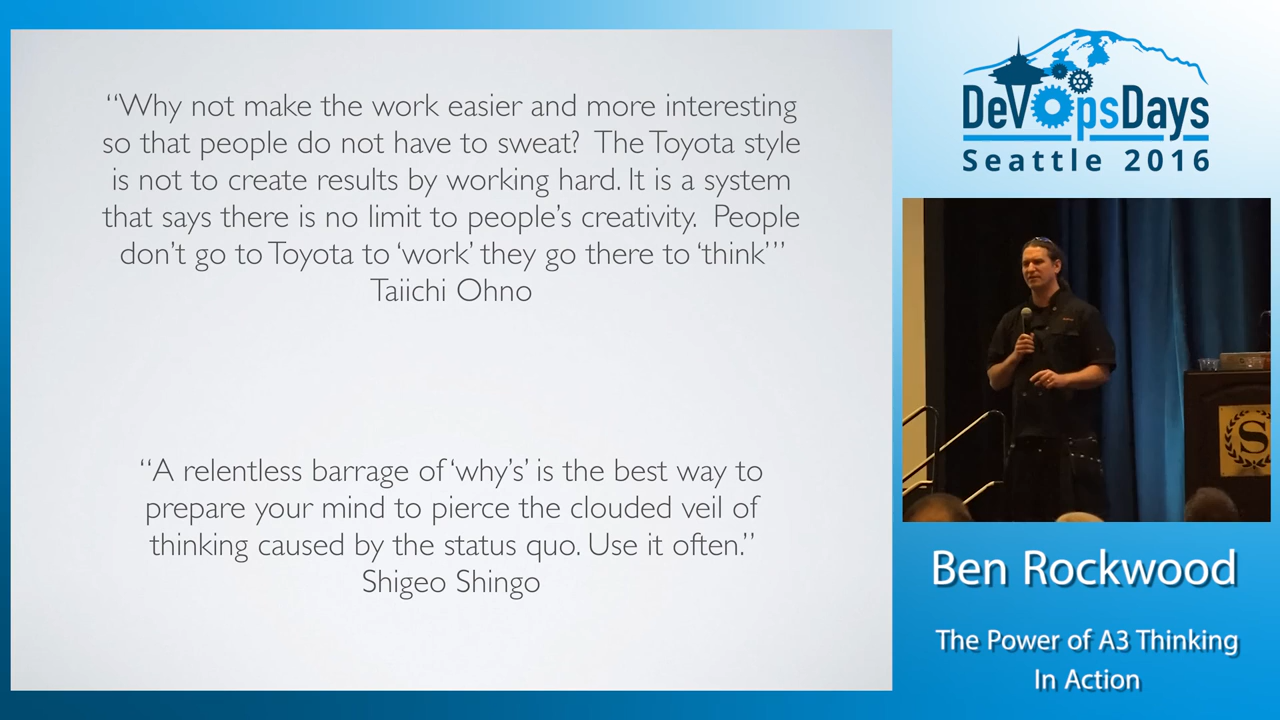 “Why not make the work easier and more interesting
so that people do not have to sweat? The Toyota style
is not to create results by working hard. It is a system
that says there is no limit to people’s creativity. People
don’t go to Toyota to ‘work’ they go there to ‘think’”
Taiichi Ohno
“A relentless barrage of ‘why’s’ is the best way to
prepare your mind to pierce the clouded veil of
thinking caused by the status quo. Use it often.”
Shigeo Shingo
DevOpsDays
Seattle 2016
S
Ben Rockwood
The Power of A3 Thinking
In Action